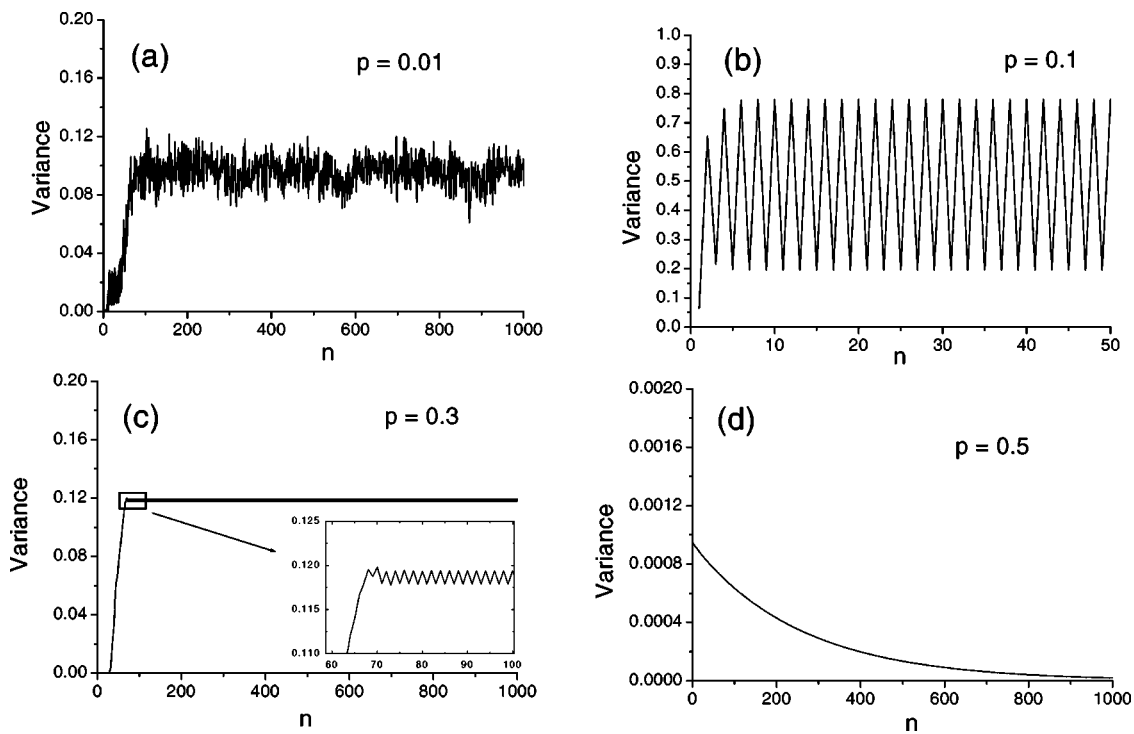 (a)
p = 0.01
Variance
0.20
0.16
0.12
0.08
0.04
0.00
0 200 400 600 800 1000
n
(b)
p = 0.1
Variance
1.0
0.9
0.8
0.7
0.6
0.5
0.4
0.3
0.2
0.1
0.0
0 10 20 30 40 50
n
(c)
p = 0.3
Variance
0.20
0.16
0.12
0.08
0.04
0.00
0.125
0.120
0.115
0.110
60 70 80 90 100
0 200 400 600 800 1000
n
(d)
p = 0.5
Variance
0.0020
0.0016
0.0012
0.0008
0.0004
0.0000
0 200 400 600 800 1000
n